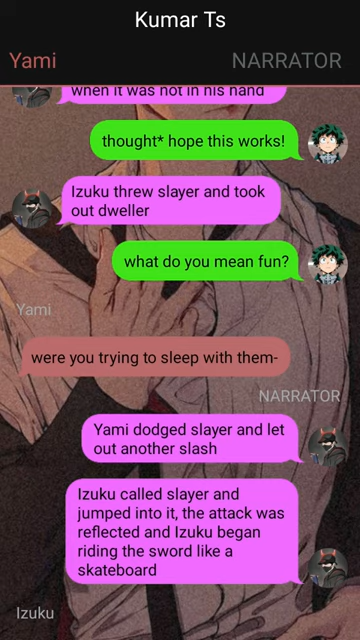 Kumar Ts
Yami
NARRATOR
when it was not in his hand
thought* hope this works!
Izuku threw slayer and took
out dweller
what do you mean fun?
Yami
were you trying to sleep with them-
NARRATOR
Yami dodged slayer and let
out another slash
Izuku called slayer and
jumped into it, the attack was
reflected and Izuku began
riding the sword like a
skateboard
Izuku